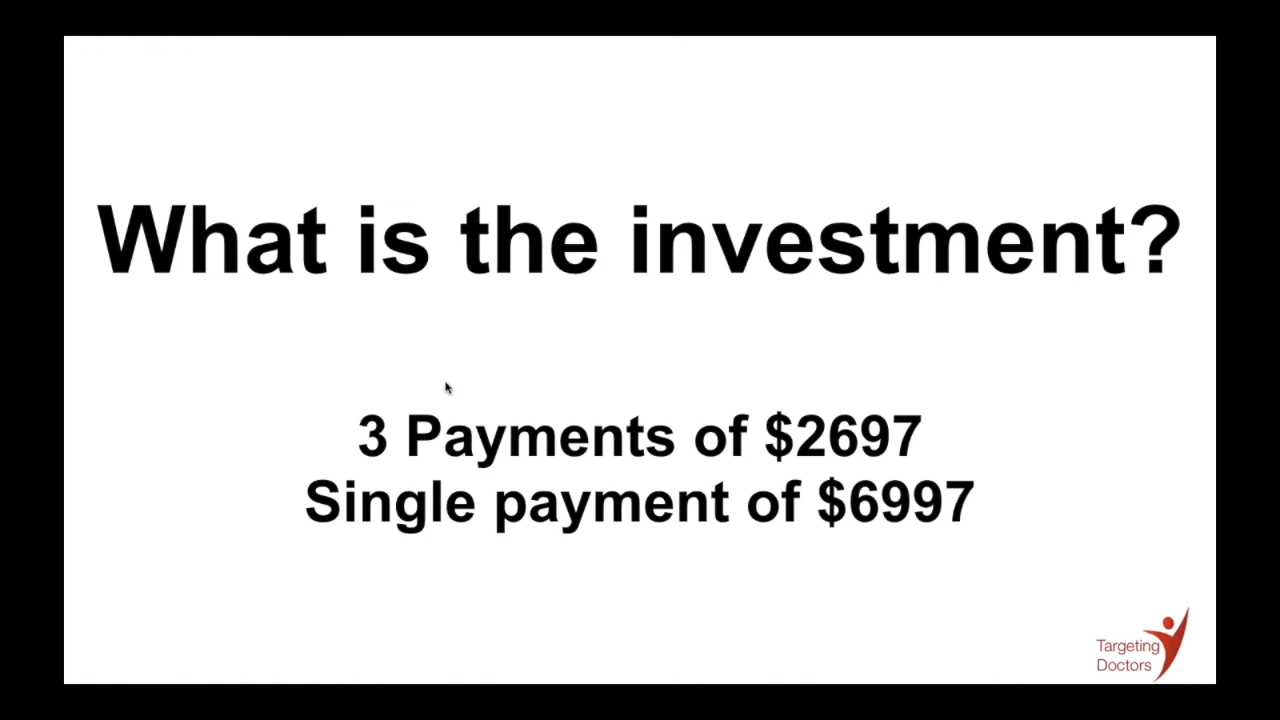 What is the investment?
3 Payments of $2697
Single payment of $6997
Targeting
Doctors